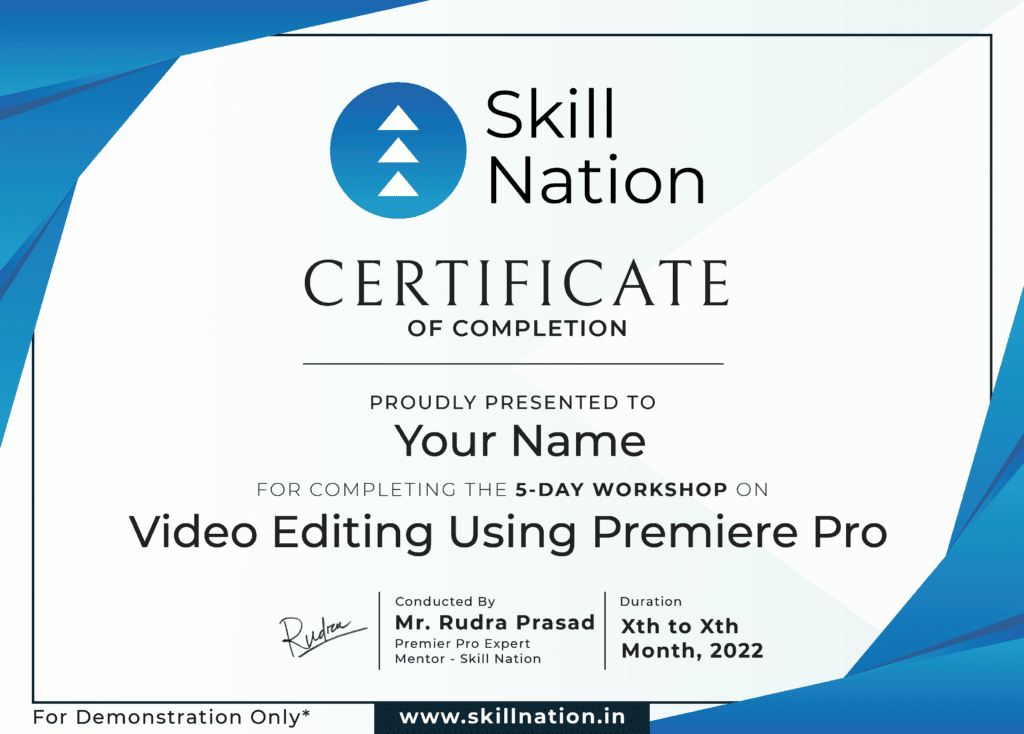 Skill
Nation
CERTIFICATE
OF COMPLETION
PROUDLY PRESENTED TO
Your Name
FOR COMPLETING THE 5-DAY WORKSHOP ON
Video Editing Using Premiere Pro
Rudra
Conducted By
Mr. Rudra Prasad
Premier Pro Expert
Mentor - Skill Nation
Duration
Xth to Xth
Month, 2022
For Demonstration Only*
www.skillnation.in